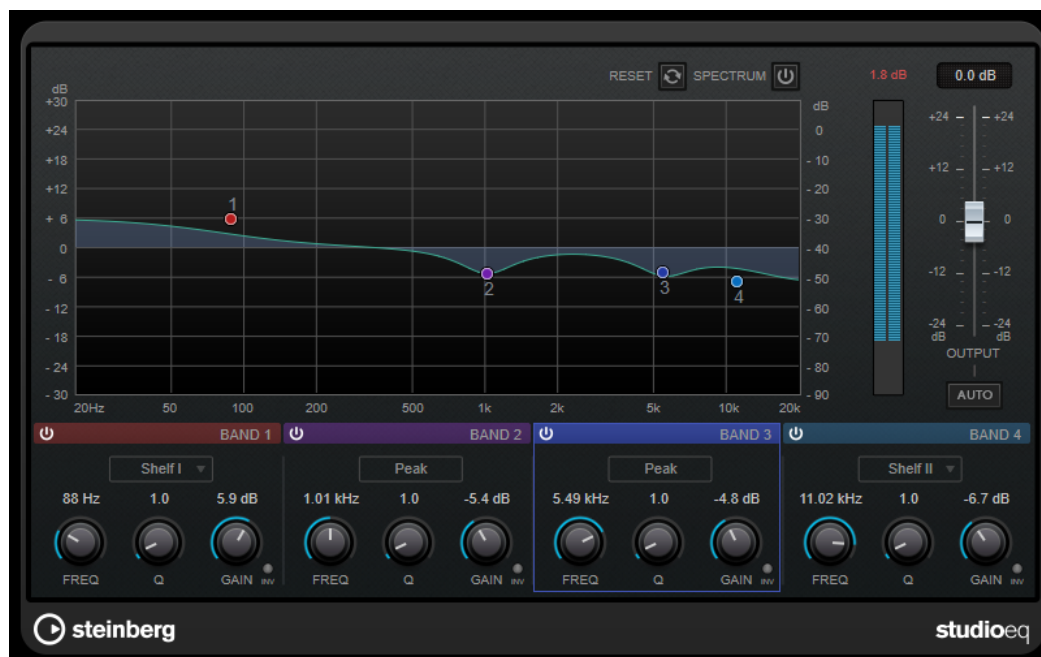 RESET SPECTRUM 1.8 dB 0.0 dB
dB
+30
+24
+18
+12
+ 6
0
- 6
- 12
- 18
- 24
- 30
1
2
3
4
dB
0
- 10
- 20
- 30
- 40
- 50
- 60
- 70
- 80
- 90
20Hz 50 100 200 500 1k 2k 5k 10k 20k
+24 +24
+12 +12
0 0
-12 -12
-24 -24
dB dB
OUTPUT
AUTO
BAND 1 BAND 2 BAND 3 BAND 4
Shelf I Peak Peak Shelf II
88 Hz 1.0 5.9 dB 1.01 kHz 1.0 -5.4 dB 5.49 kHz 1.0 -4.8 dB 11.02 kHz 1.0 -6.7 dB
FREQ Q GAIN INV FREQ Q GAIN INV FREQ Q GAIN INV FREQ Q GAIN INV
steinberg studioeq